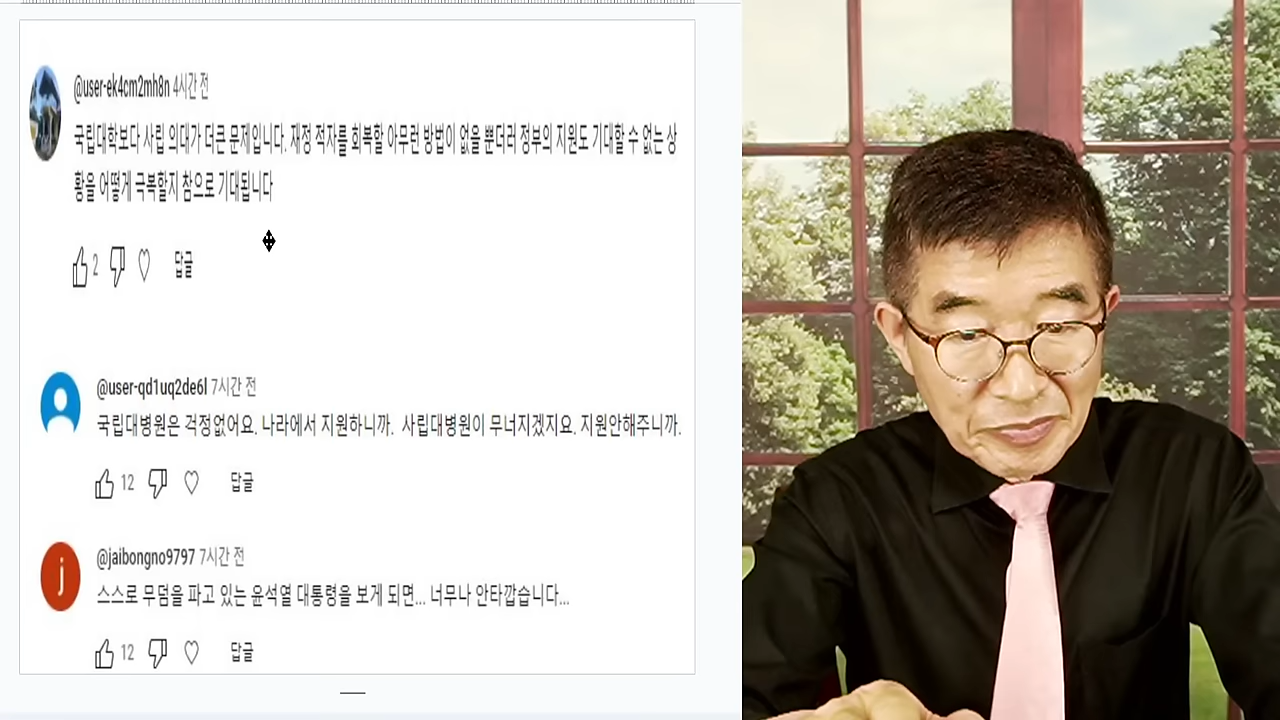 @user-ek4cm2mh8n 4시간 전
국립대학보다 사립 의대가 더큰 문제입니다. 재정 적자를 회복할 아무런 방법이 없을 뿐더러 정부의 지원도 기대할 수 없는 상
황을 어떻게 극복할지 참으로 기대됩니다
2 답글
@user-qd1uq2de6l 7시간 전
국립대병원은 걱정없어요. 나라에서 지원하니까. 사립대병원이 무너지겠지요. 지원안해주니까.
12 답글
j
@jaibongno9797 7시간 전
스스로 무덤을 파고 있는 윤석열 대통령을 보게 되면... 너무나 안타깝습니다...
12 답글